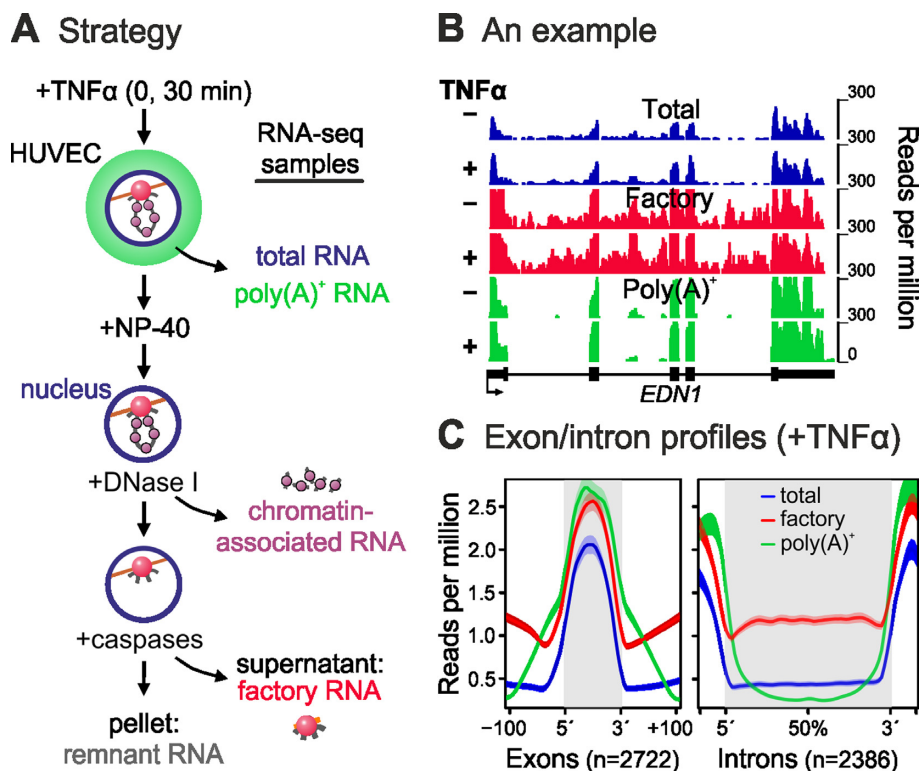 A Strategy
+TNFα (0, 30 min)
HUVEC
RNA-seq
samples
total RNA
poly(A)⁺ RNA
+NP-40
nucleus
+DNase I
chromatin-
associated RNA
+caspases
supernatant:
factory RNA
pellet:
remnant RNA
B An example
TNFα
Total
Factory
Poly(A)⁺
−
+
−
+
−
+
300
300
300
300
300
300
0
Reads per million
EDN1
C Exon/intron profiles (+TNFα)
Reads per million
2.5
2.0
1.5
1.0
0.5
−100
5´
3´
+100
Exons (n=2722)
total
factory
poly(A)⁺
5´
50%
3´
Introns (n=2386)